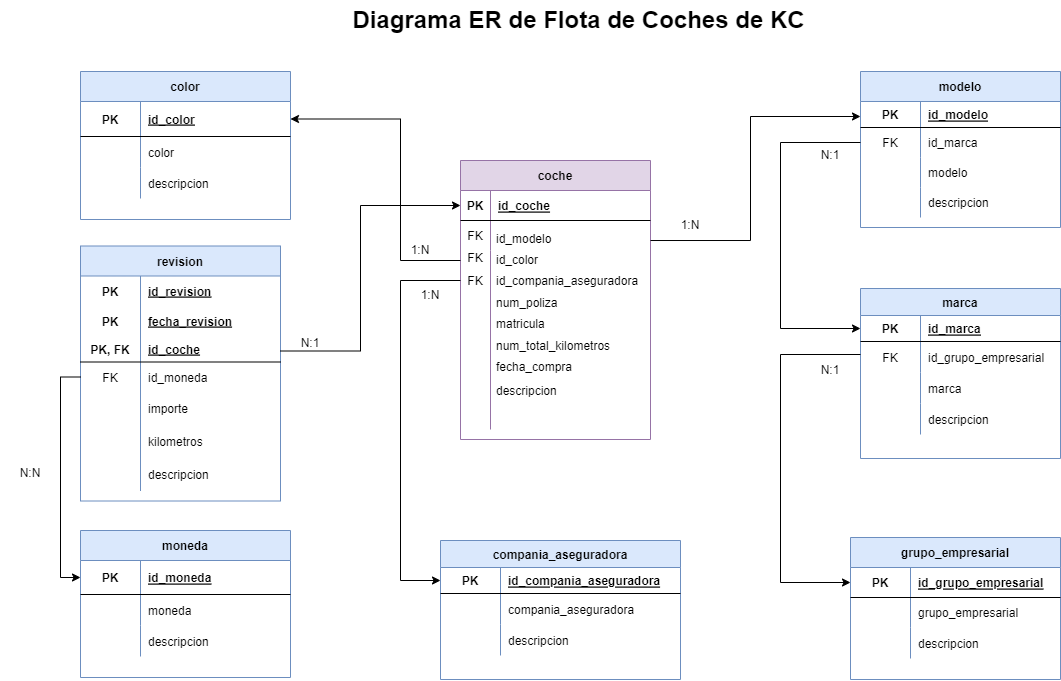 Diagrama ER de Flota de Coches de KC
color
PK id_color
color
descripcion
modelo
PK id_modelo
FK id_marca
modelo
descripcion
N:1
coche
PK id_coche
FK id_modelo
FK id_color
FK id_compania_aseguradora
num_poliza
matricula
num_total_kilometros
fecha_compra
descripcion
1:N
1:N
1:N
revision
PK id_revision
PK fecha_revision
PK, FK id_coche
FK id_moneda
importe
kilometros
descripcion
N:1
N:N
marca
PK id_marca
FK id_grupo_empresarial
marca
descripcion
N:1
moneda
PK id_moneda
moneda
descripcion
compania_aseguradora
PK id_compania_aseguradora
compania_aseguradora
descripcion
grupo_empresarial
PK id_grupo_empresarial
grupo_empresarial
descripcion